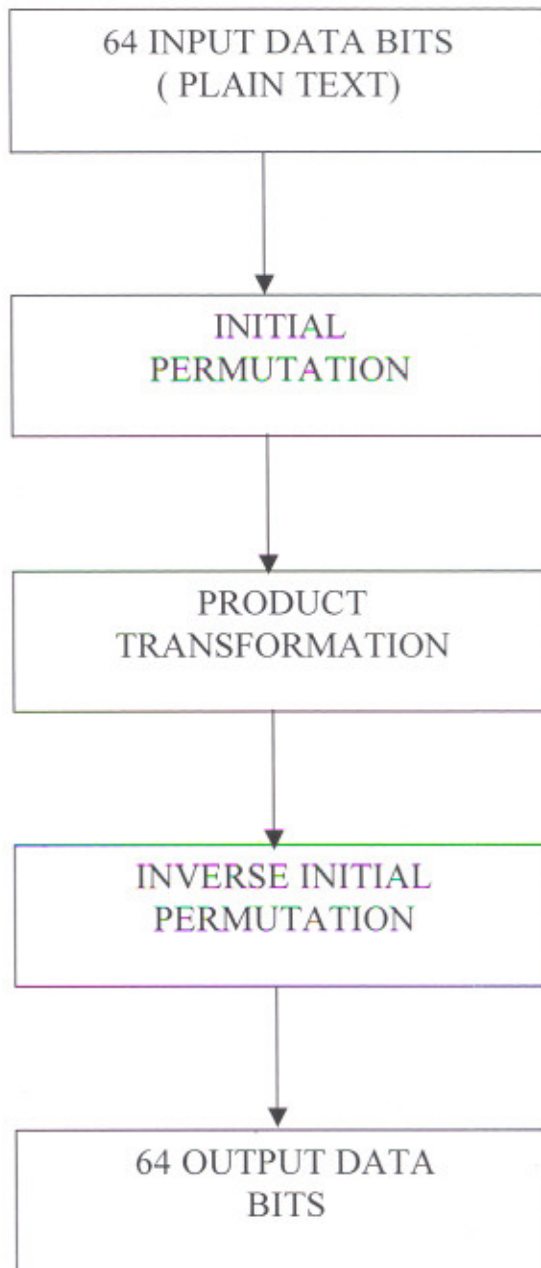 64 INPUT DATA BITS
( PLAIN TEXT)
INITIAL
PERMUTATION
PRODUCT
TRANSFORMATION
INVERSE INITIAL
PERMUTATION
64 OUTPUT DATA
BITS